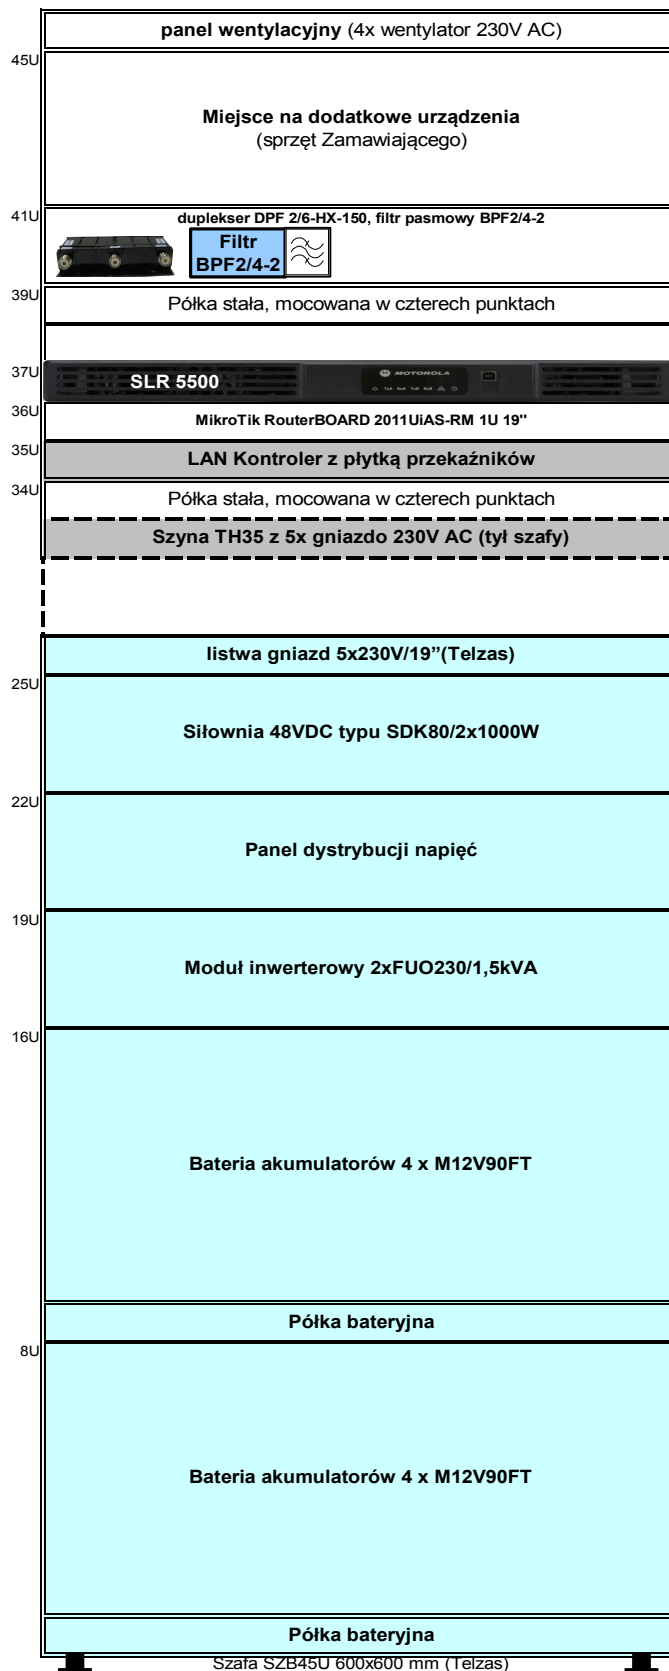 panel wentylacyjny (4x wentylator 230V AC)
45U
Miejsce na dodatkowe urządzenia
(sprzęt Zamawiającego)
41U
duplekser DPF 2/6-HX-150, filtr pasmowy BPF2/4-2
Filtr
BPF2/4-2
39U
Półka stała, mocowana w czterech punktach
37U
SLR 5500
MOTOROLA
TxA RxA TxB RxB
36U
MikroTik RouterBOARD 2011UiAS-RM 1U 19"
35U
LAN Kontroler z płytką przekaźników
34U
Półka stała, mocowana w czterech punktach
Szyna TH35 z 5x gniazdo 230V AC (tył szafy)
listwa gniazd 5x230V/19”(Telzas)
25U
Siłownia 48VDC typu SDK80/2x1000W
22U
Panel dystrybucji napięć
19U
Moduł inwerterowy 2xFUO230/1,5kVA
16U
Bateria akumulatorów 4 x M12V90FT
Półka bateryjna
8U
Bateria akumulatorów 4 x M12V90FT
Półka bateryjna
Szafa SZB45U 600x600 mm (Telzas)